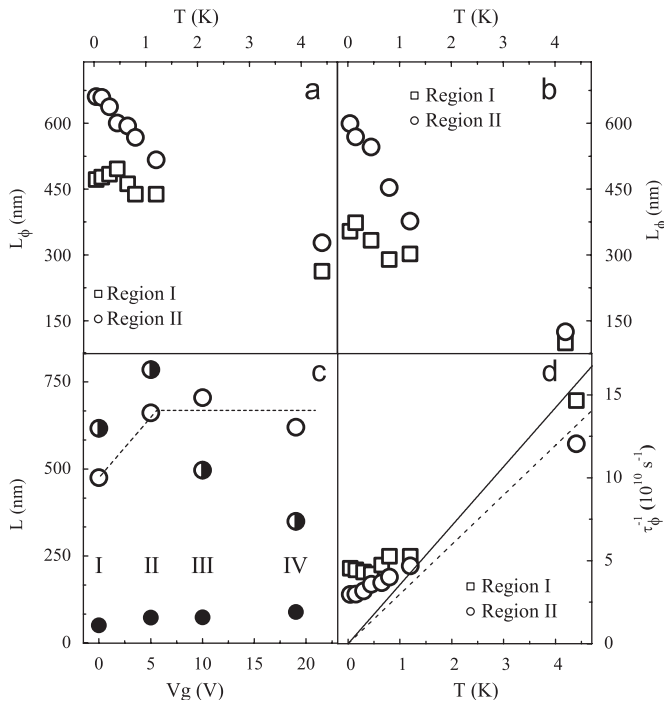 T (K) T (K)
0 1 2 3 4 0 1 2 3 4
a b
Region I
Region II
600 600
450 450
300 300
150 150
L𝜙 (nm) L𝜙 (nm)
Region I
Region II
c d
750
500
250
0
L (nm)
I II III IV
15
10
5
0
τ𝜙⁻¹ (10¹⁰ s⁻¹)
Region I
Region II
0 5 10 15 20 0 1 2 3 4
Vg (V) T (K)